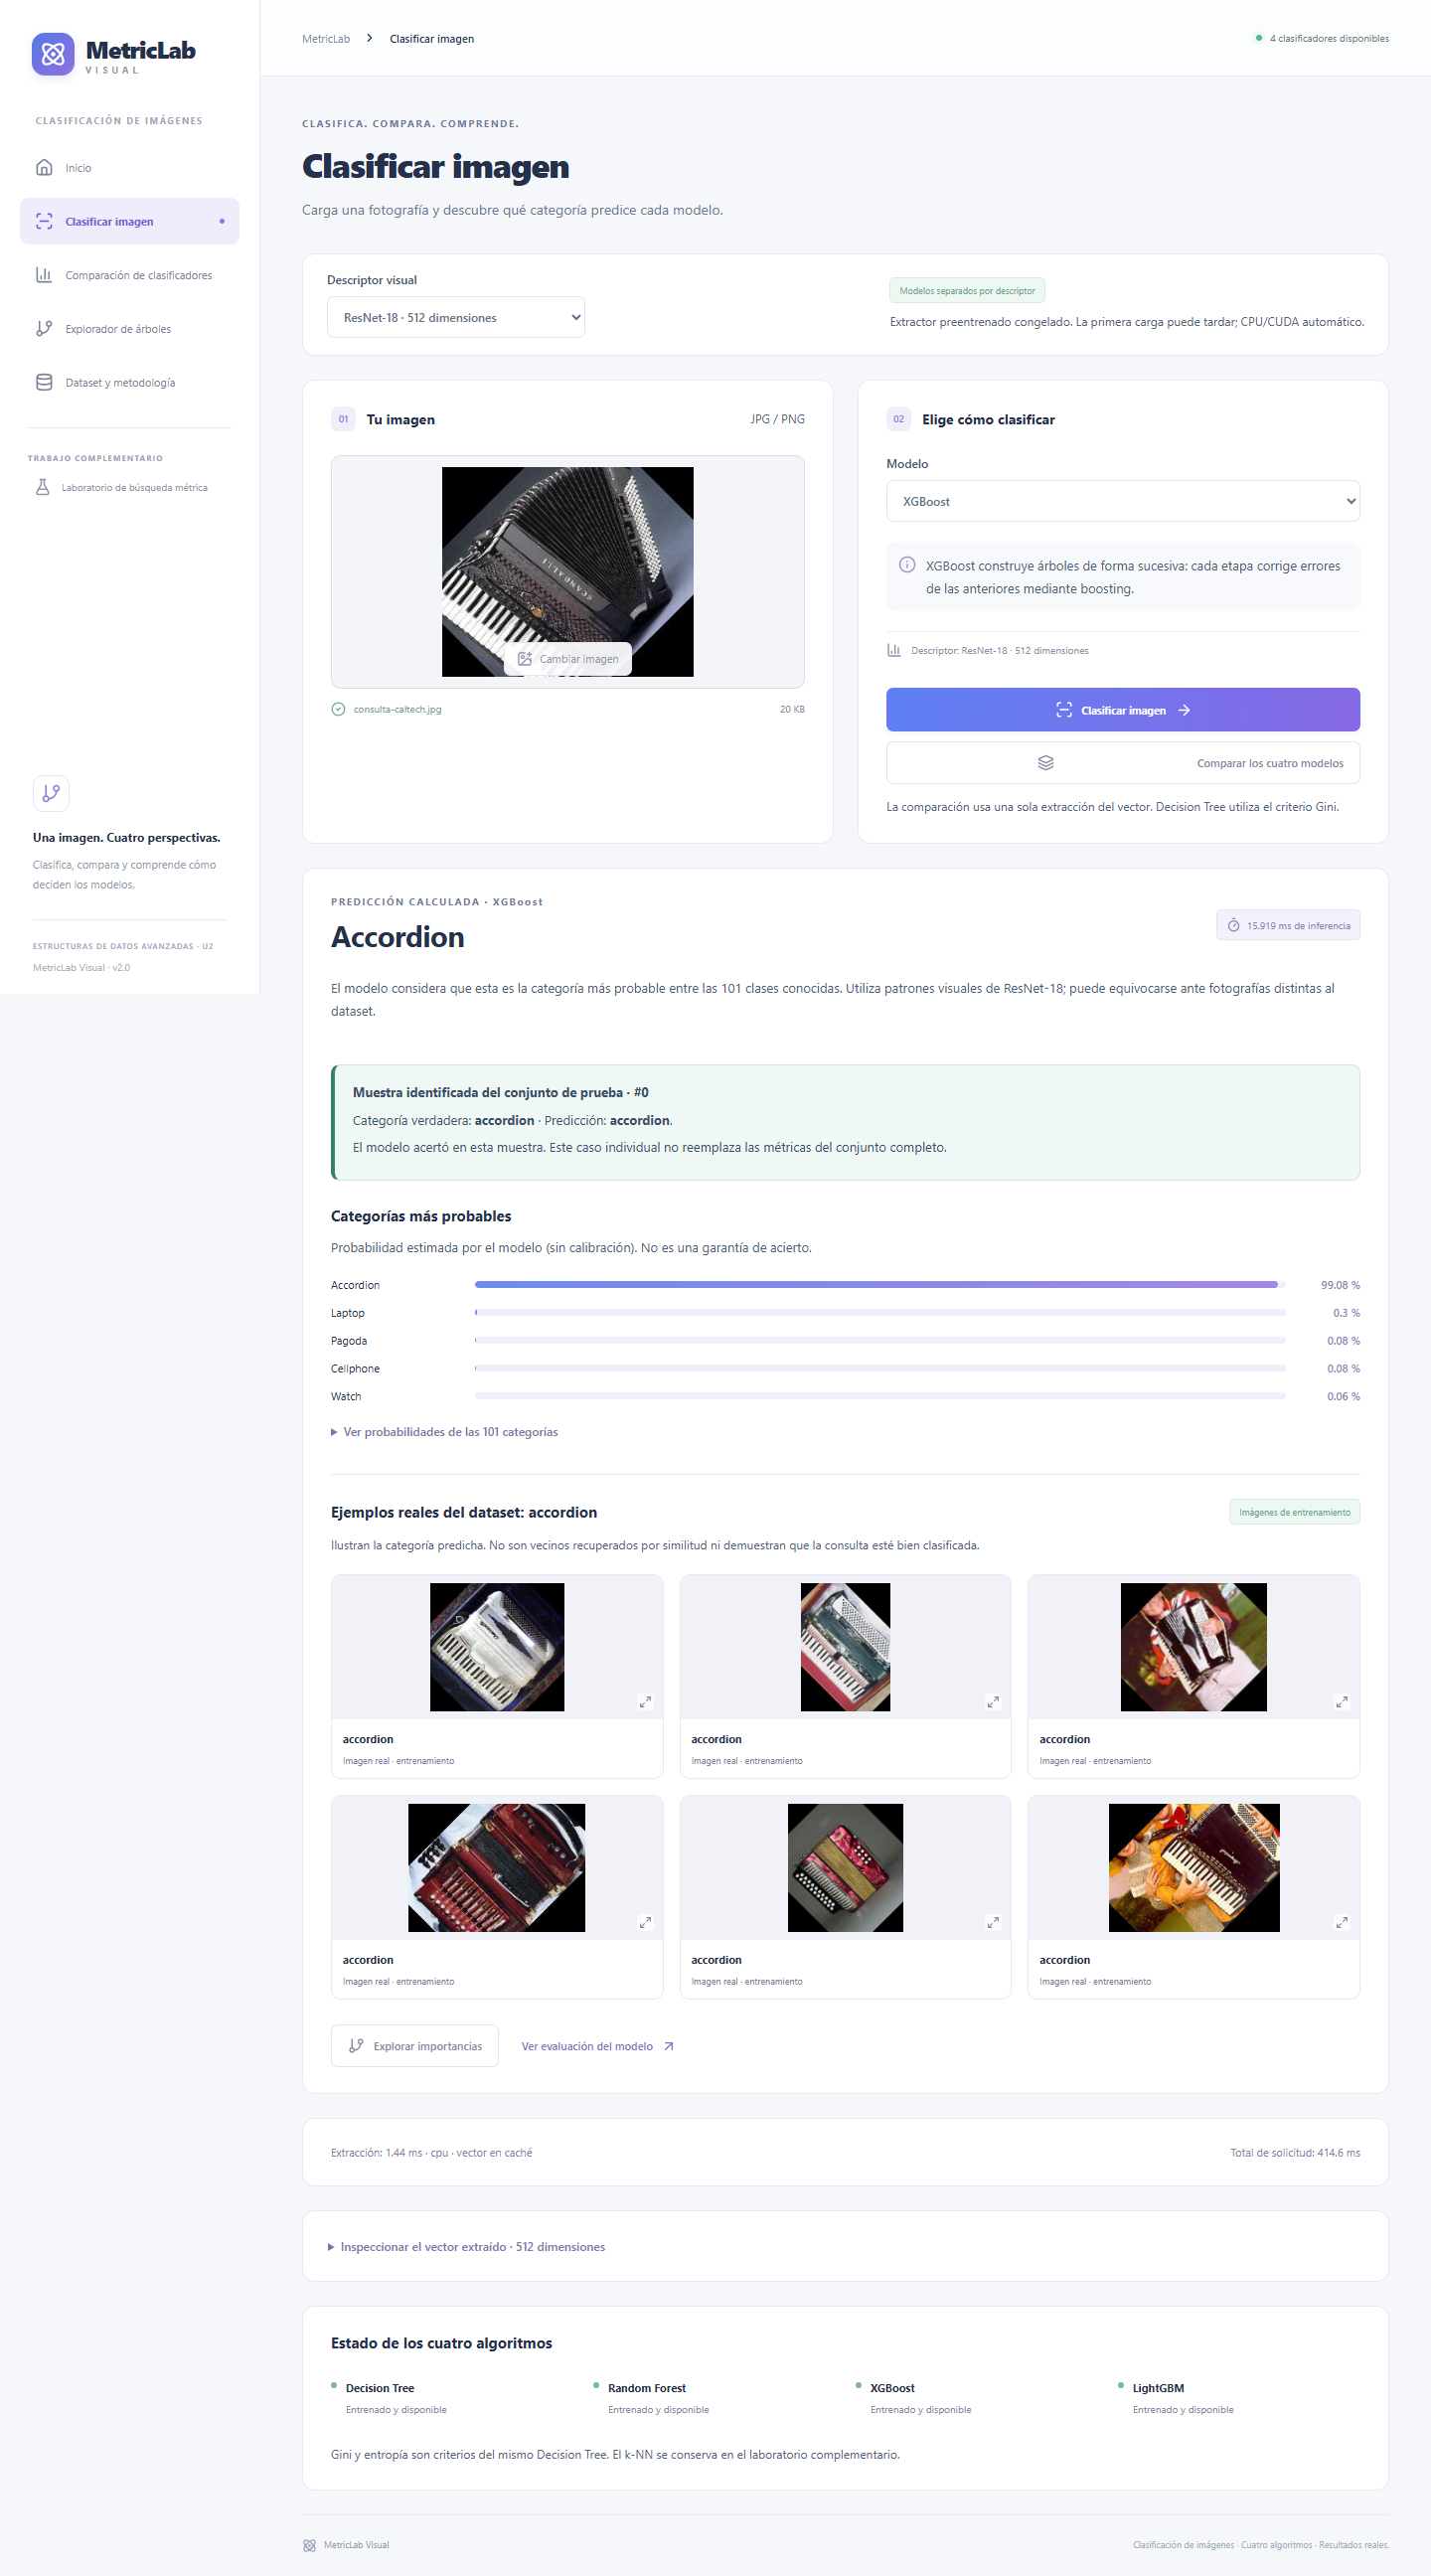 MetricLab
VISUAL
CLASIFICACIÓN DE IMÁGENES
Inicio
Clasificar imagen
Comparación de clasificadores
Explorador de árboles
Dataset y metodología
TRABAJO COMPLEMENTARIO
Laboratorio de búsqueda métrica
Una imagen. Cuatro perspectivas.
Clasifica, compara y comprende cómo
deciden los modelos.
ESTRUCTURAS DE DATOS AVANZADAS · U2
MetricLab Visual · v2.0
MetricLab > Clasificar imagen
4 clasificadores disponibles
CLASIFICA. COMPARA. COMPRENDE.
Clasificar imagen
Carga una fotografía y descubre qué categoría predice cada modelo.
Descriptor visual
ResNet-18 · 512 dimensiones
Modelos separados por descriptor
Extractor preentrenado congelado. La primera carga puede tardar; CPU/CUDA automático.
01 Tu imagen JPG / PNG
SCANDALLI
Cambiar imagen
consulta-caltech.jpg 20 KB
02 Elige cómo clasificar
Modelo
XGBoost
XGBoost construye árboles de forma sucesiva: cada etapa corrige errores
de las anteriores mediante boosting.
Descriptor: ResNet-18 · 512 dimensiones
Clasificar imagen
Comparar los cuatro modelos
La comparación usa una sola extracción del vector. Decision Tree utiliza el criterio Gini.
PREDICCIÓN CALCULADA · XGBoost
Accordion
15.919 ms de inferencia
El modelo considera que esta es la categoría más probable entre las 101 clases conocidas. Utiliza patrones visuales de ResNet-18; puede equivocarse ante fotografías distintas al
dataset.
Muestra identificada del conjunto de prueba · #0
Categoría verdadera: accordion · Predicción: accordion.
El modelo acertó en esta muestra. Este caso individual no reemplaza las métricas del conjunto completo.
Categorías más probables
Probabilidad estimada por el modelo (sin calibración). No es una garantía de acierto.
Accordion 99.08 %
Laptop 0.3 %
Pagoda 0.08 %
Cellphone 0.08 %
Watch 0.06 %
Ver probabilidades de las 101 categorías
Ejemplos reales del dataset: accordion
Imágenes de entrenamiento
Ilustran la categoría predicha. No son vecinos recuperados por similitud ni demuestran que la consulta esté bien clasificada.
accordion
Imagen real · entrenamiento
accordion
Imagen real · entrenamiento
accordion
Imagen real · entrenamiento
accordion
Imagen real · entrenamiento
accordion
Imagen real · entrenamiento
accordion
Imagen real · entrenamiento
Explorar importancias
Ver evaluación del modelo
Extracción: 1.44 ms · cpu · vector en caché
Total de solicitud: 414.6 ms
Inspeccionar el vector extraído · 512 dimensiones
Estado de los cuatro algoritmos
Decision Tree
Entrenado y disponible
Random Forest
Entrenado y disponible
XGBoost
Entrenado y disponible
LightGBM
Entrenado y disponible
Gini y entropía son criterios del mismo Decision Tree. El k-NN se conserva en el laboratorio complementario.
MetricLab Visual
Clasificación de imágenes · Cuatro algoritmos · Resultados reales.